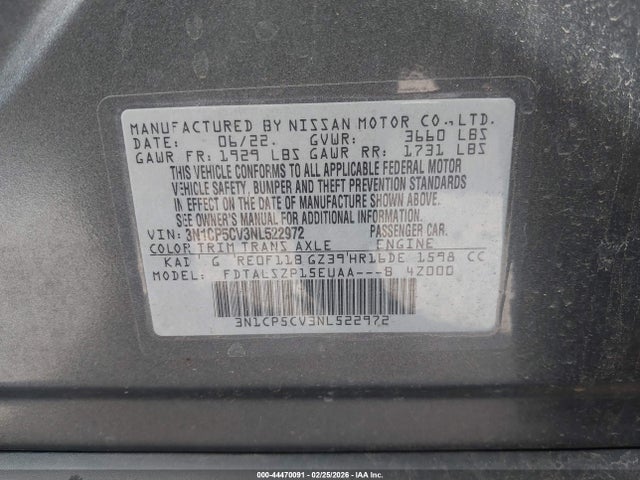 MANUFACTURED BY NISSAN MOTOR CO.,LTD.
DATE: 06/22. GVWR: 3660 LBS
GAWR FR: 1929 LBS GAWR RR: 1731 LBS
THIS VEHICLE CONFORMS TO ALL APPLICABLE FEDERAL MOTOR
VEHICLE SAFETY, BUMPER AND THEFT PREVENTION STANDARDS
IN EFFECT ON THE DATE OF MANUFACTURE SHOWN ABOVE.
SEE OWNER'S MANUAL FOR ADDITIONAL INFORMATION.
VIN: 3N1CP5CV3NL522972 PASSENGER CAR.
COLOR TRIM TRANS AXLE ENGINE
KAD G RE0F11B GZ39 HR16DE 1598 CC
MODEL: FDTALSZP15EUAA---B 4Z000
3N1CP5CV3NL522972
000-44470091 - 02/25/2026 - IAA Inc.